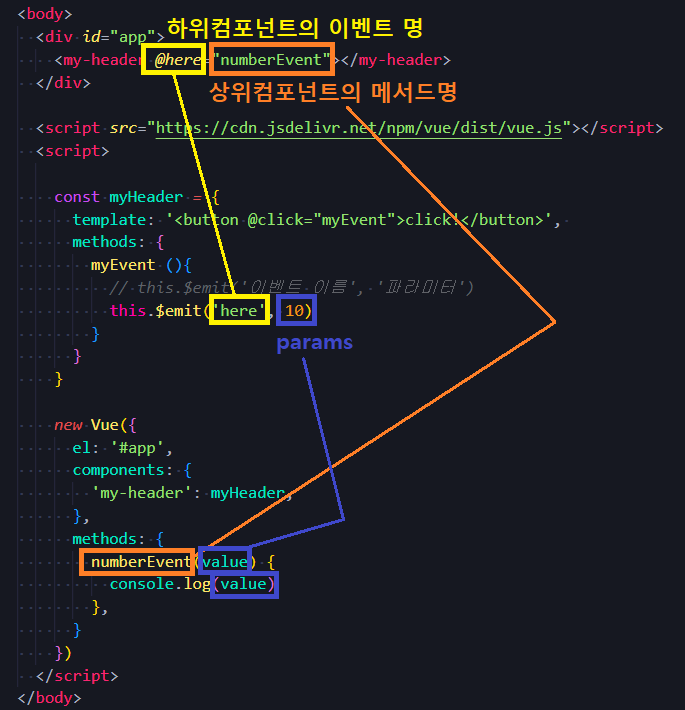 <body>
하위컴포넌트의 이벤트 명
<div id="app">
<my-header @here="numberEvent"></my-header>
</div>
상위컴포넌트의 메서드명
<script src="https://cdn.jsdelivr.net/npm/vue/dist/vue.js"></script>
<script>
const myHeader = {
template: '<button @click="myEvent">click!</button>',
methods: {
myEvent (){
// this.$emit('이벤트 이름', '파라미터')
this.$emit('here', 10)
}
params
}
}
new Vue({
el: '#app',
components: {
'my-header': myHeader,
},
methods: {
numberEvent(value) {
console.log(value)
},
}
})
</script>
</body>